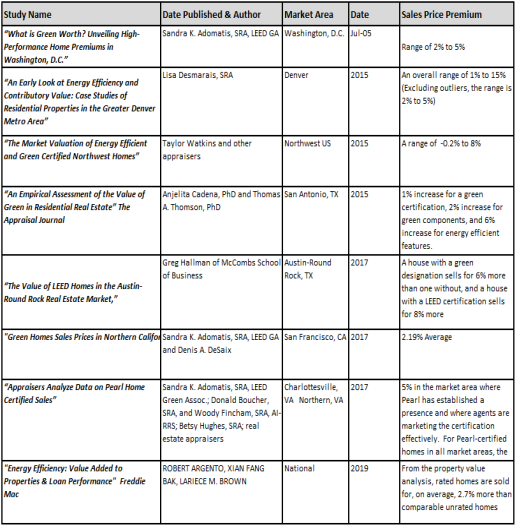 Study Name
Date Published & Author
Market Area
Date
Sales Price Premium
“What is Green Worth? Unveiling High-
Performance Home Premiums in
Washington, D.C.”
Sandra K. Adomatis, SRA, LEED GA
Washington, D.C.
Jul-05
Range of 2% to 5%
“An Early Look at Energy Efficiency and
Contributory Value: Case Studies of
Residential Properties in the Greater Denver
Metro Area”
Lisa Desmarais, SRA
Denver
2015
An overall range of 1% to 15%
(Excluding outliers, the range is
2% to 5%)
“The Market Valuation of Energy Efficient
and Green Certified Northwest Homes”
Taylor Watkins and other
appraisers
Northwest US
2015
A range of -0.2% to 8%
“An Empirical Assessment of the Value of
Green in Residential Real Estate” The
Appraisal Journal
Anjelita Cadena, PhD and Thomas
A. Thomson, PhD
San Antonio, TX
2015
1% increase for a green
certification, 2% increase for
green components, and 6%
increase for energy efficient
features.
“The Value of LEED Homes in the Austin-
Round Rock Real Estate Market,”
Greg Hallman of McCombs School
of Business
Austin-Round
Rock, TX
2017
A house with a green
designation sells for 6% more
than one without, and a house
with a LEED certification sells
for 8% more
"Green Homes Sales Prices in Northern Califor
Sandra K. Adomatis, SRA, LEED GA
and Denis A. DeSaix
San Francisco, CA
2017
2.19% Average
“Appraisers Analyze Data on Pearl Home
Certified Sales”
Sandra K. Adomatis, SRA, LEED
Green Assoc.; Donald Boucher,
SRA, and Woody Fincham, SRA, AI-
RRS; Betsy Hughes, SRA; real
estate appraisers
Charlottesville,
VA Northern, VA
2017
5% in the market area where
Pearl has established a
presence and where agents are
marketing the certification
effectively. For Pearl-certified
homes in all market areas, the
"Energy Efficiency: Value Added to
Properties & Loan Performance" Freddie
Mac
ROBERT ARGENTO, XIAN FANG
BAK, LARIECE M. BROWN
National
2019
From the property value
analysis, rated homes are sold
for, on average, 2.7% more than
comparable unrated homes